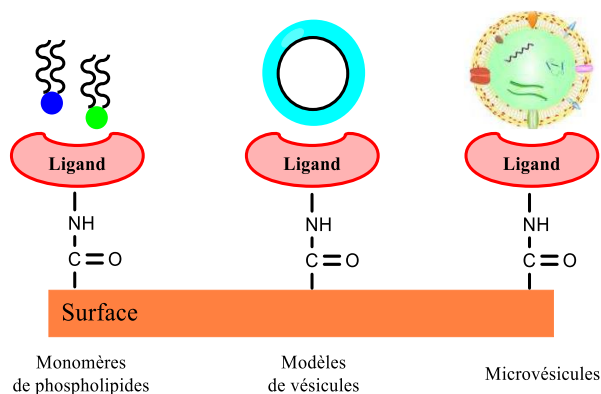 Ligand
Ligand
Ligand
NH
NH
NH
C=O
C=O
C=O
Surface
Monomères
de phospholipides
Modèles
de vésicules
Microvésicules